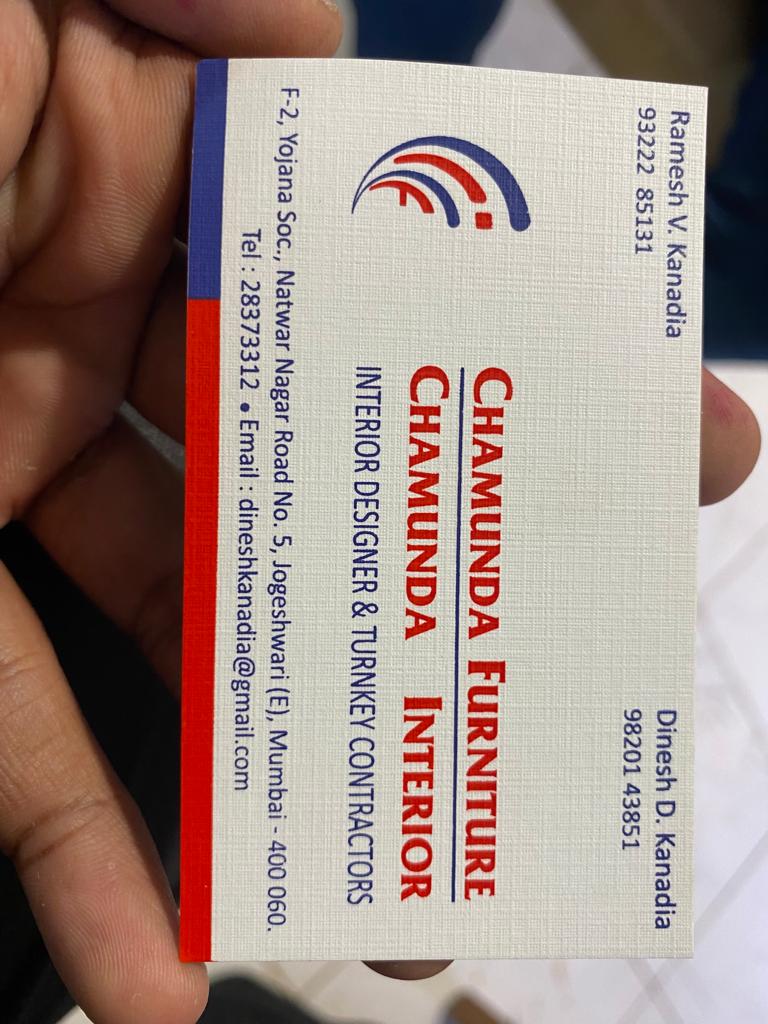 Ramesh V. Kanadia
93222 85131
Dinesh D. Kanadia
98201 43851
CHAMUNDA FURNITURE
CHAMUNDA INTERIOR
INTERIOR DESIGNER & TURNKEY CONTRACTORS
F-2, Yojana Soc., Natwar Nagar Road No. 5, Jogeshwari (E), Mumbai - 400 060.
Tel : 28373312 • Email : dineshkanadia@gmail.com